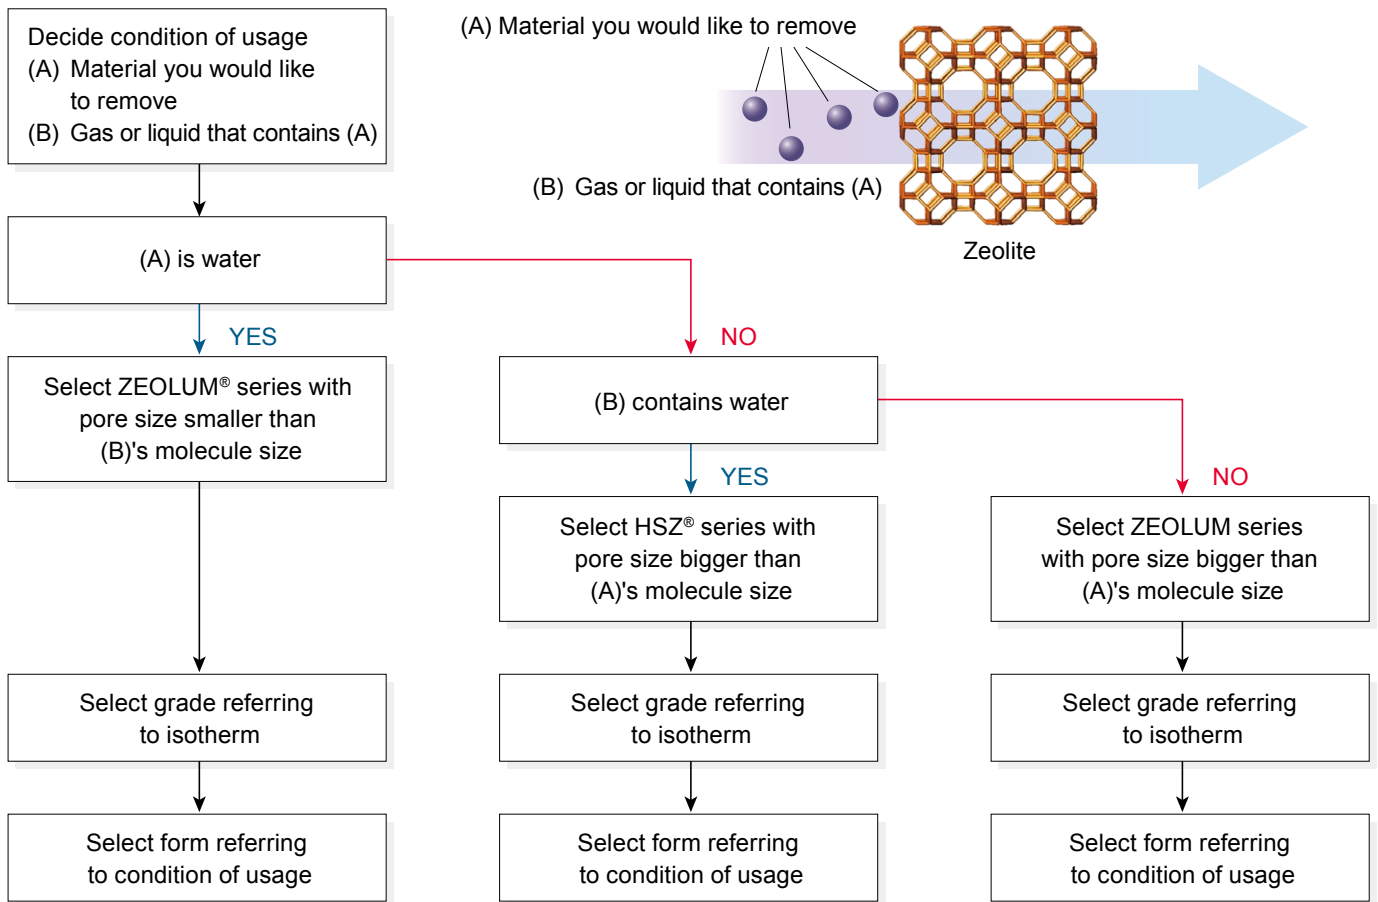 Decide condition of usage
(A) Material you would like
to remove
(B) Gas or liquid that contains (A)
(A) Material you would like to remove
(B) Gas or liquid that contains (A)
Zeolite
(A) is water
YES
NO
Select ZEOLUM® series with
pore size smaller than
(B)'s molecule size
(B) contains water
YES
NO
Select HSZ® series with
pore size bigger than
(A)'s molecule size
Select ZEOLUM series
with pore size bigger than
(A)'s molecule size
Select grade referring
to isotherm
Select grade referring
to isotherm
Select grade referring
to isotherm
Select form referring
to condition of usage
Select form referring
to condition of usage
Select form referring
to condition of usage